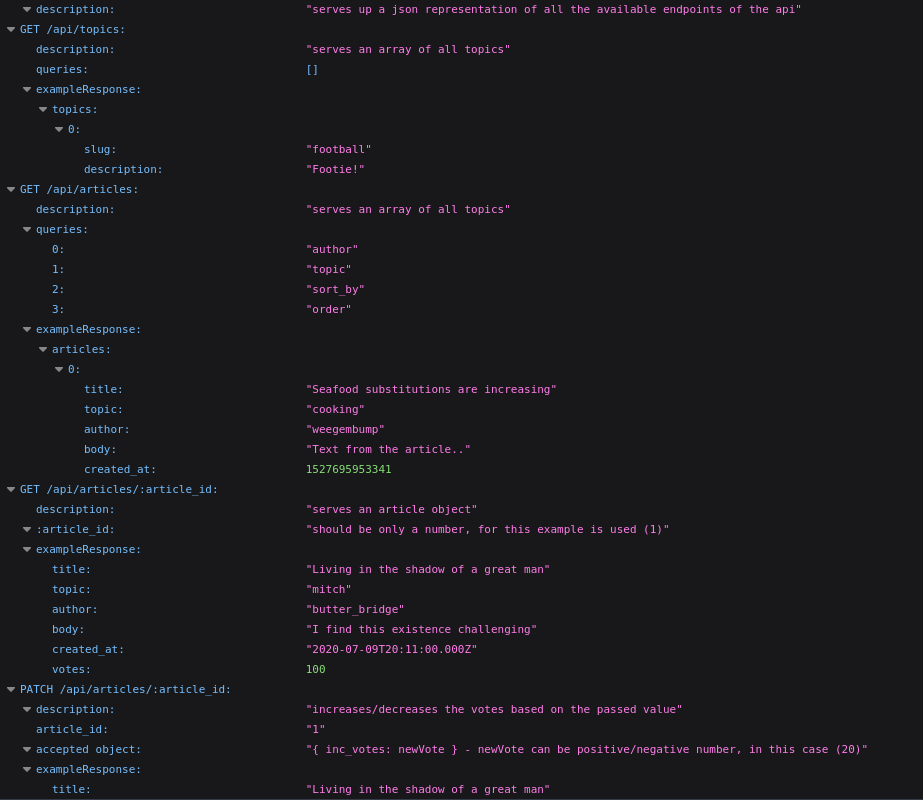 description: "serves up a json representation of all the available endpoints of the api"
GET /api/topics:
description: "serves an array of all topics"
queries: []
exampleResponse:
topics:
0:
slug: "football"
description: "Footie!"
GET /api/articles:
description: "serves an array of all topics"
queries:
0: "author"
1: "topic"
2: "sort_by"
3: "order"
exampleResponse:
articles:
0:
title: "Seafood substitutions are increasing"
topic: "cooking"
author: "weegembump"
body: "Text from the article.."
created_at: 1527695953341
GET /api/articles/:article_id:
description: "serves an article object"
:article_id: "should be only a number, for this example is used (1)"
exampleResponse:
title: "Living in the shadow of a great man"
topic: "mitch"
author: "butter_bridge"
body: "I find this existence challenging"
created_at: "2020-07-09T20:11:00.000Z"
votes: 100
PATCH /api/articles/:article_id:
description: "increases/decreases the votes based on the passed value"
article_id: "1"
accepted object: "{ inc_votes: newVote } - newVote can be positive/negative number, in this case (20)"
exampleResponse:
title: "Living in the shadow of a great man"